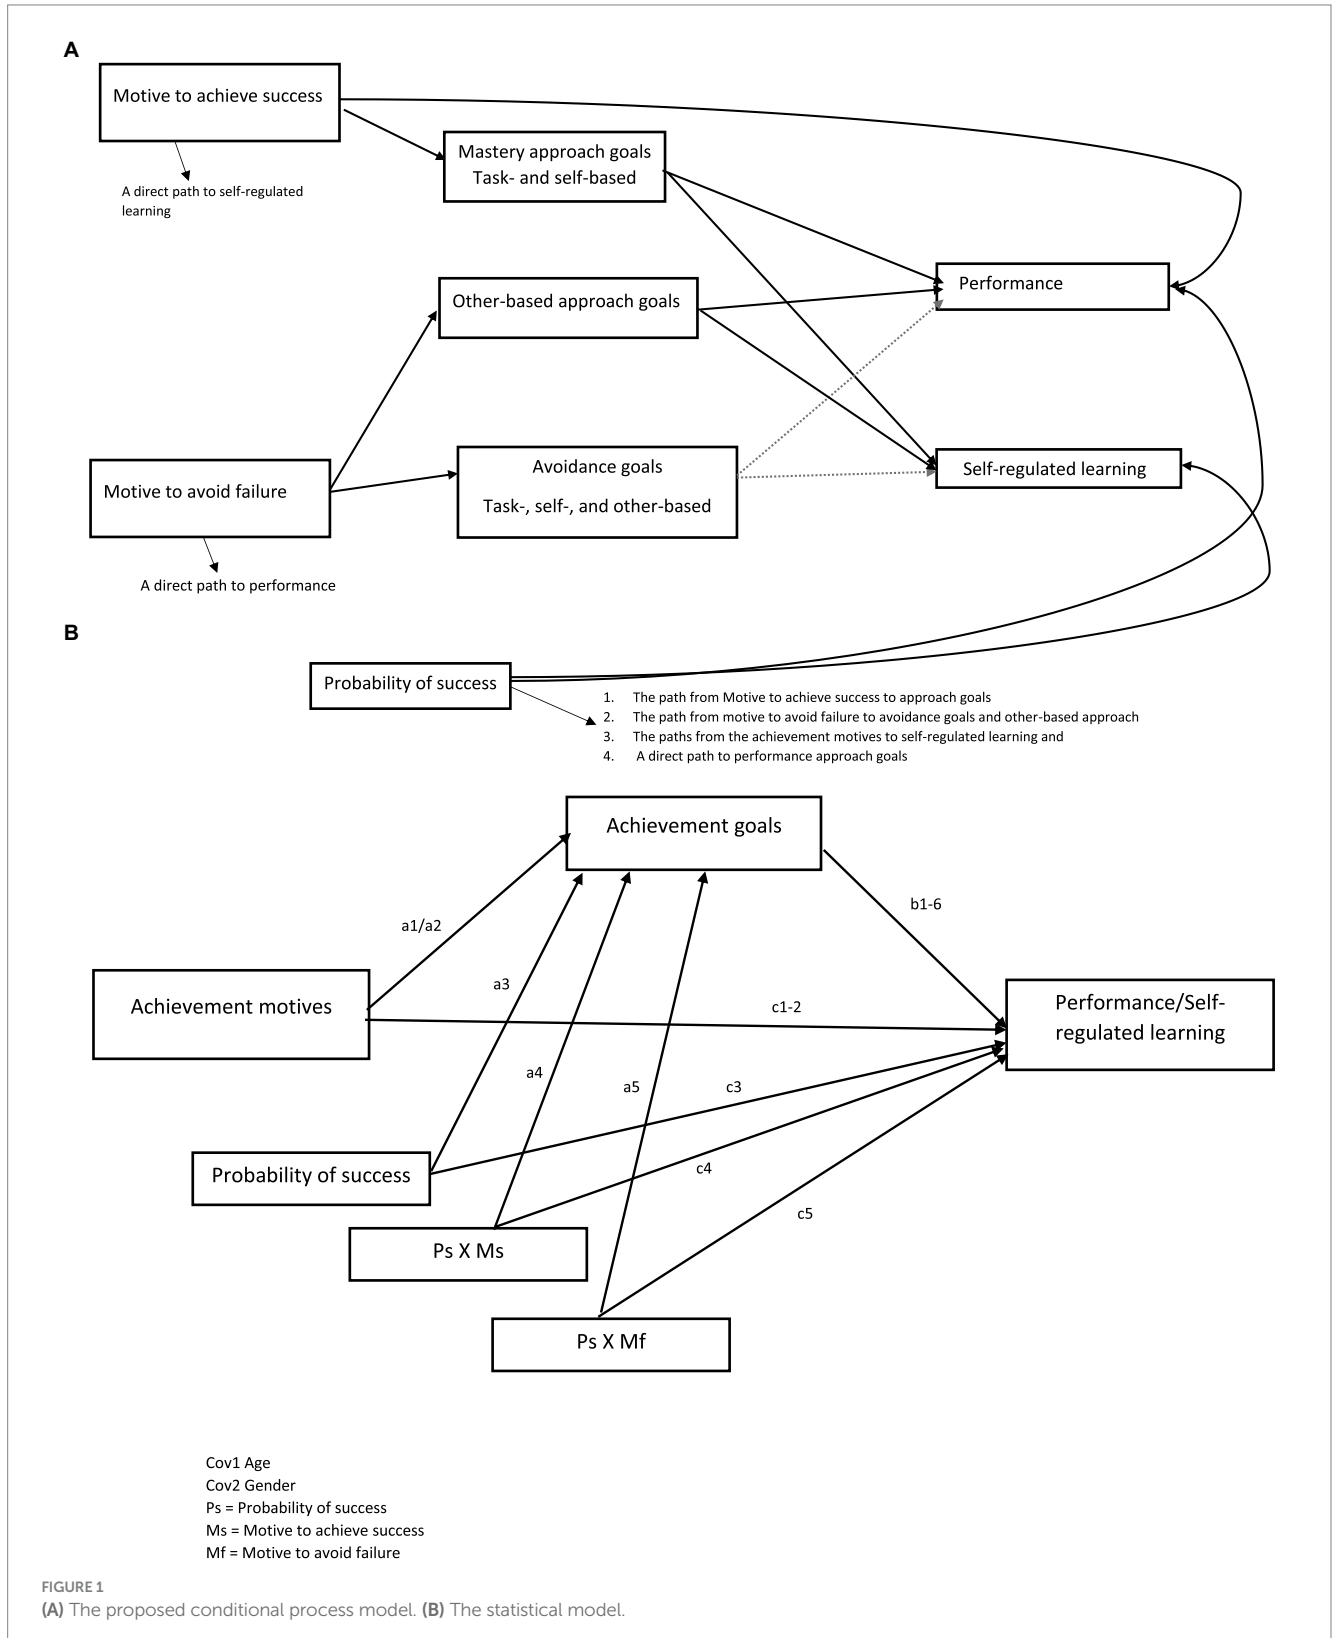 A
Motive to achieve success
Mastery approach goals
Task- and self-based
A direct path to self-regulated
learning
Performance
Other-based approach goals
Avoidance goals
Task-, self-, and other-based
Self-regulated learning
Motive to avoid failure
A direct path to performance
B
Probability of success
1. The path from Motive to achieve success to approach goals
2. The path from motive to avoid failure to avoidance goals and other-based approach
3. The paths from the achievement motives to self-regulated learning and
4. A direct path to performance approach goals
Achievement goals
b1-6
a1/a2
a3
Achievement motives
c1-2
Performance/Self-
regulated learning
a4
a5
c3
Probability of success
c4
c5
Ps X Ms
Ps X Mf
Cov1 Age
Cov2 Gender
Ps = Probability of success
Ms = Motive to achieve success
Mf = Motive to avoid failure
FIGURE 1
(A) The proposed conditional process model. (B) The statistical model.